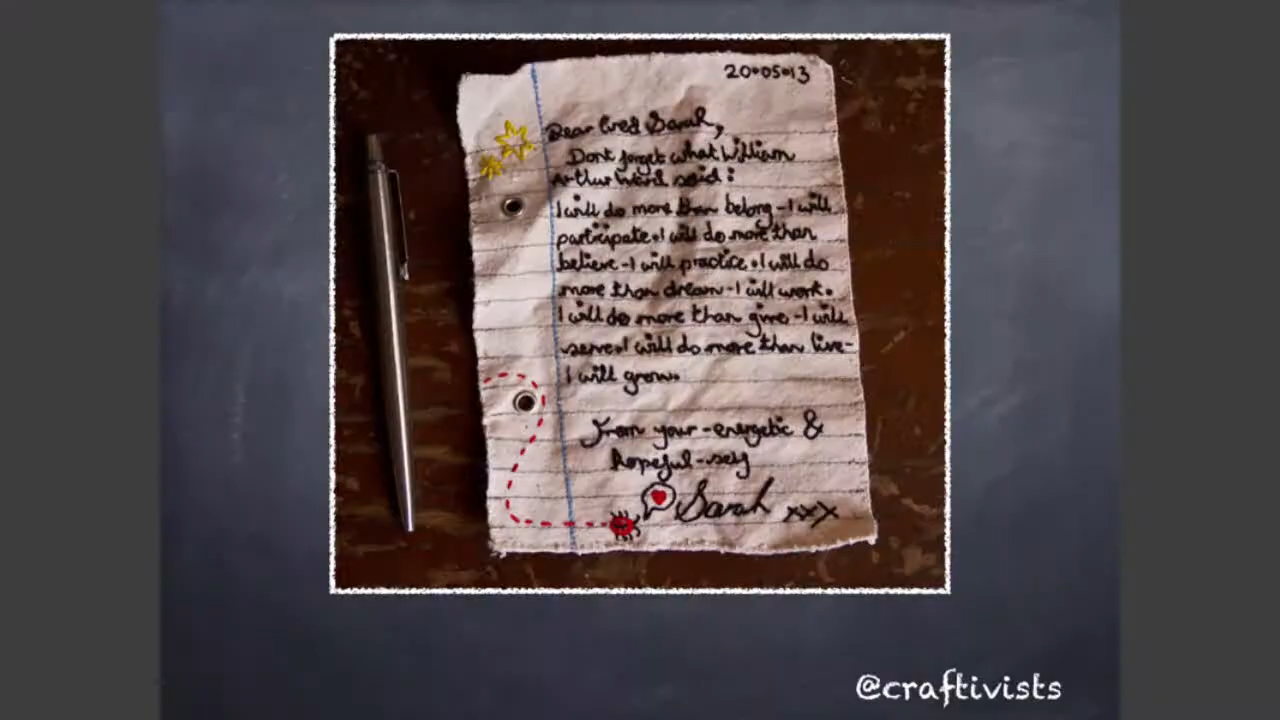 20•05•13
Dear tired Sarah,
Dont forget what William
Arthur Ward said:
I will do more than belong - I will
participate. I will do more than
believe - I will practice. I will do
more than dream - I will work.
I will do more than give - I will
serve. I will do more than live -
I will grow.
From your -energetic &
hopeful -self
Sarah xxx
@craftivists